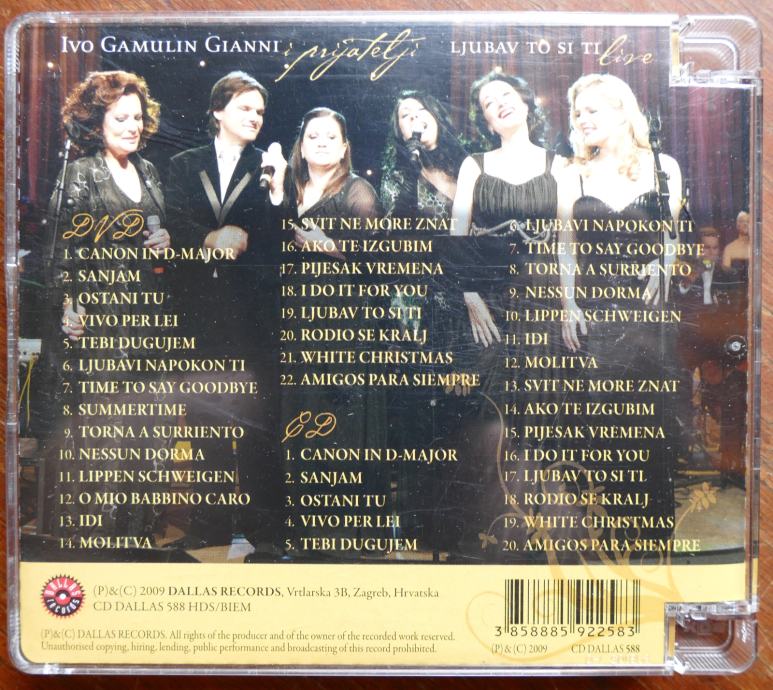 IVO GAMULIN GIANNI i prijatelji LJUBAV TO SI TI live
DVD
1. CANON IN D-MAJOR
2. SANJAM
3. OSTANI TU
4. VIVO PER LEI
5. TEBI DUGUJEM
6. LJUBAVI NAPOKON TI
7. TIME TO SAY GOODBYE
8. SUMMERTIME
9. TORNA A SURRIENTO
10. NESSUN DORMA
11. LIPPEN SCHWEIGEN
12. O MIO BABBINO CARO
13. IDI
14. MOLITVA
15. SVIT NE MORE ZNAT
16. AKO TE IZGUBIM
17. PIJESAK VREMENA
18. I DO IT FOR YOU
19. LJUBAV TO SI TI
20. RODIO SE KRALJ
21. WHITE CHRISTMAS
22. AMIGOS PARA SIEMPRE
CD
1. CANON IN D-MAJOR
2. SANJAM
3. OSTANI TU
4. VIVO PER LEI
5. TEBI DUGUJEM
6. LJUBAVI NAPOKON TI
7. TIME TO SAY GOODBYE
8. TORNA A SURRIENTO
9. NESSUN DORMA
10. LIPPEN SCHWEIGEN
11. IDI
12. MOLITVA
13. SVIT NE MORE ZNAT
14. AKO TE IZGUBIM
15. PIJESAK VREMENA
16. I DO IT FOR YOU
17. LJUBAV TO SI TI
18. RODIO SE KRALJ
19. WHITE CHRISTMAS
20. AMIGOS PARA SIEMPRE
DALLAS RECORDS
(P)&(C) 2009 DALLAS RECORDS, Vrtlarska 3B, Zagreb, Hrvatska
CD DALLAS 588 HDS/BIEM
(P)&(C) DALLAS RECORDS. All rights of the producer and of the owner of the recorded work reserved.
Unauthorised copying, hiring, lending, public performance and broadcasting of this record prohibited.
3 858885 922583
(P) & (C) 2009 CD DALLAS 588